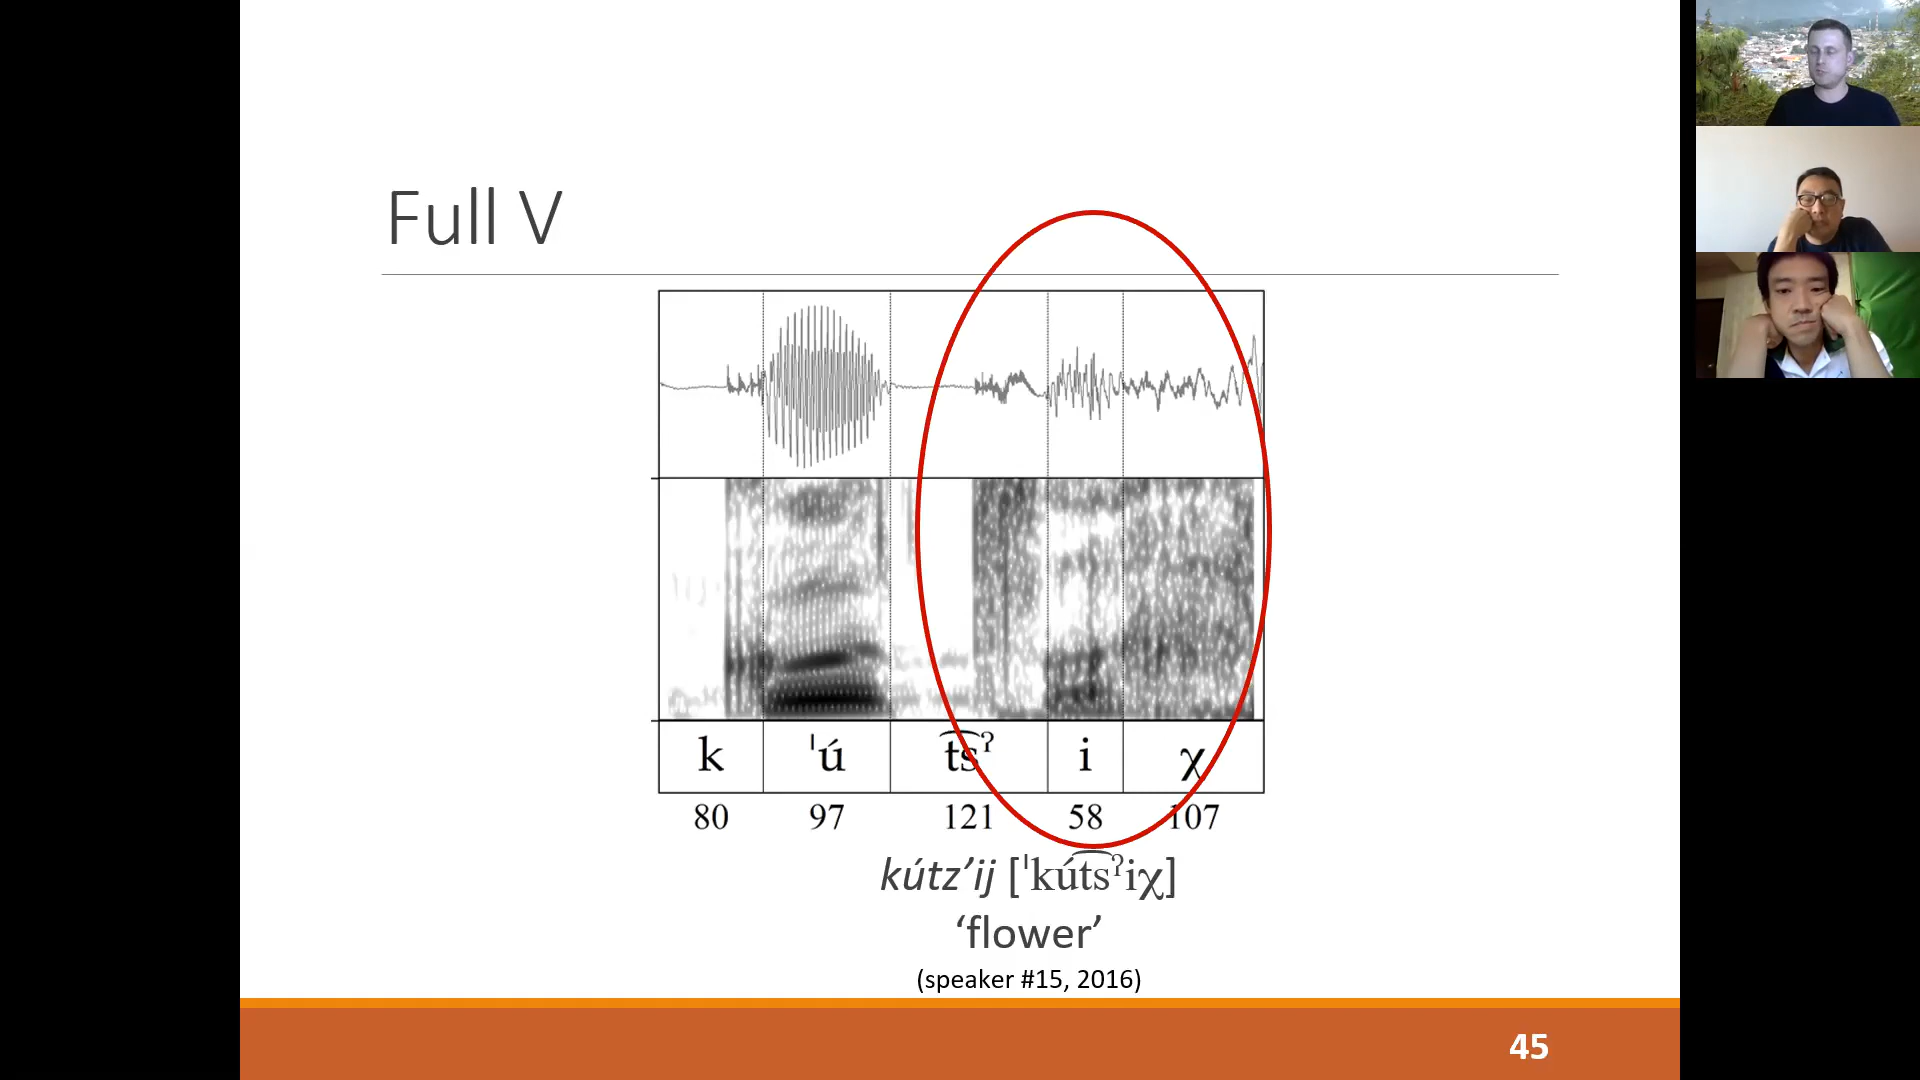 Full V
k ˈú t͡sˀ i χ
80 97 121 58 107
kútz’ij [ˈkút͡sˀiχ]
‘flower’
(speaker #15, 2016)
45